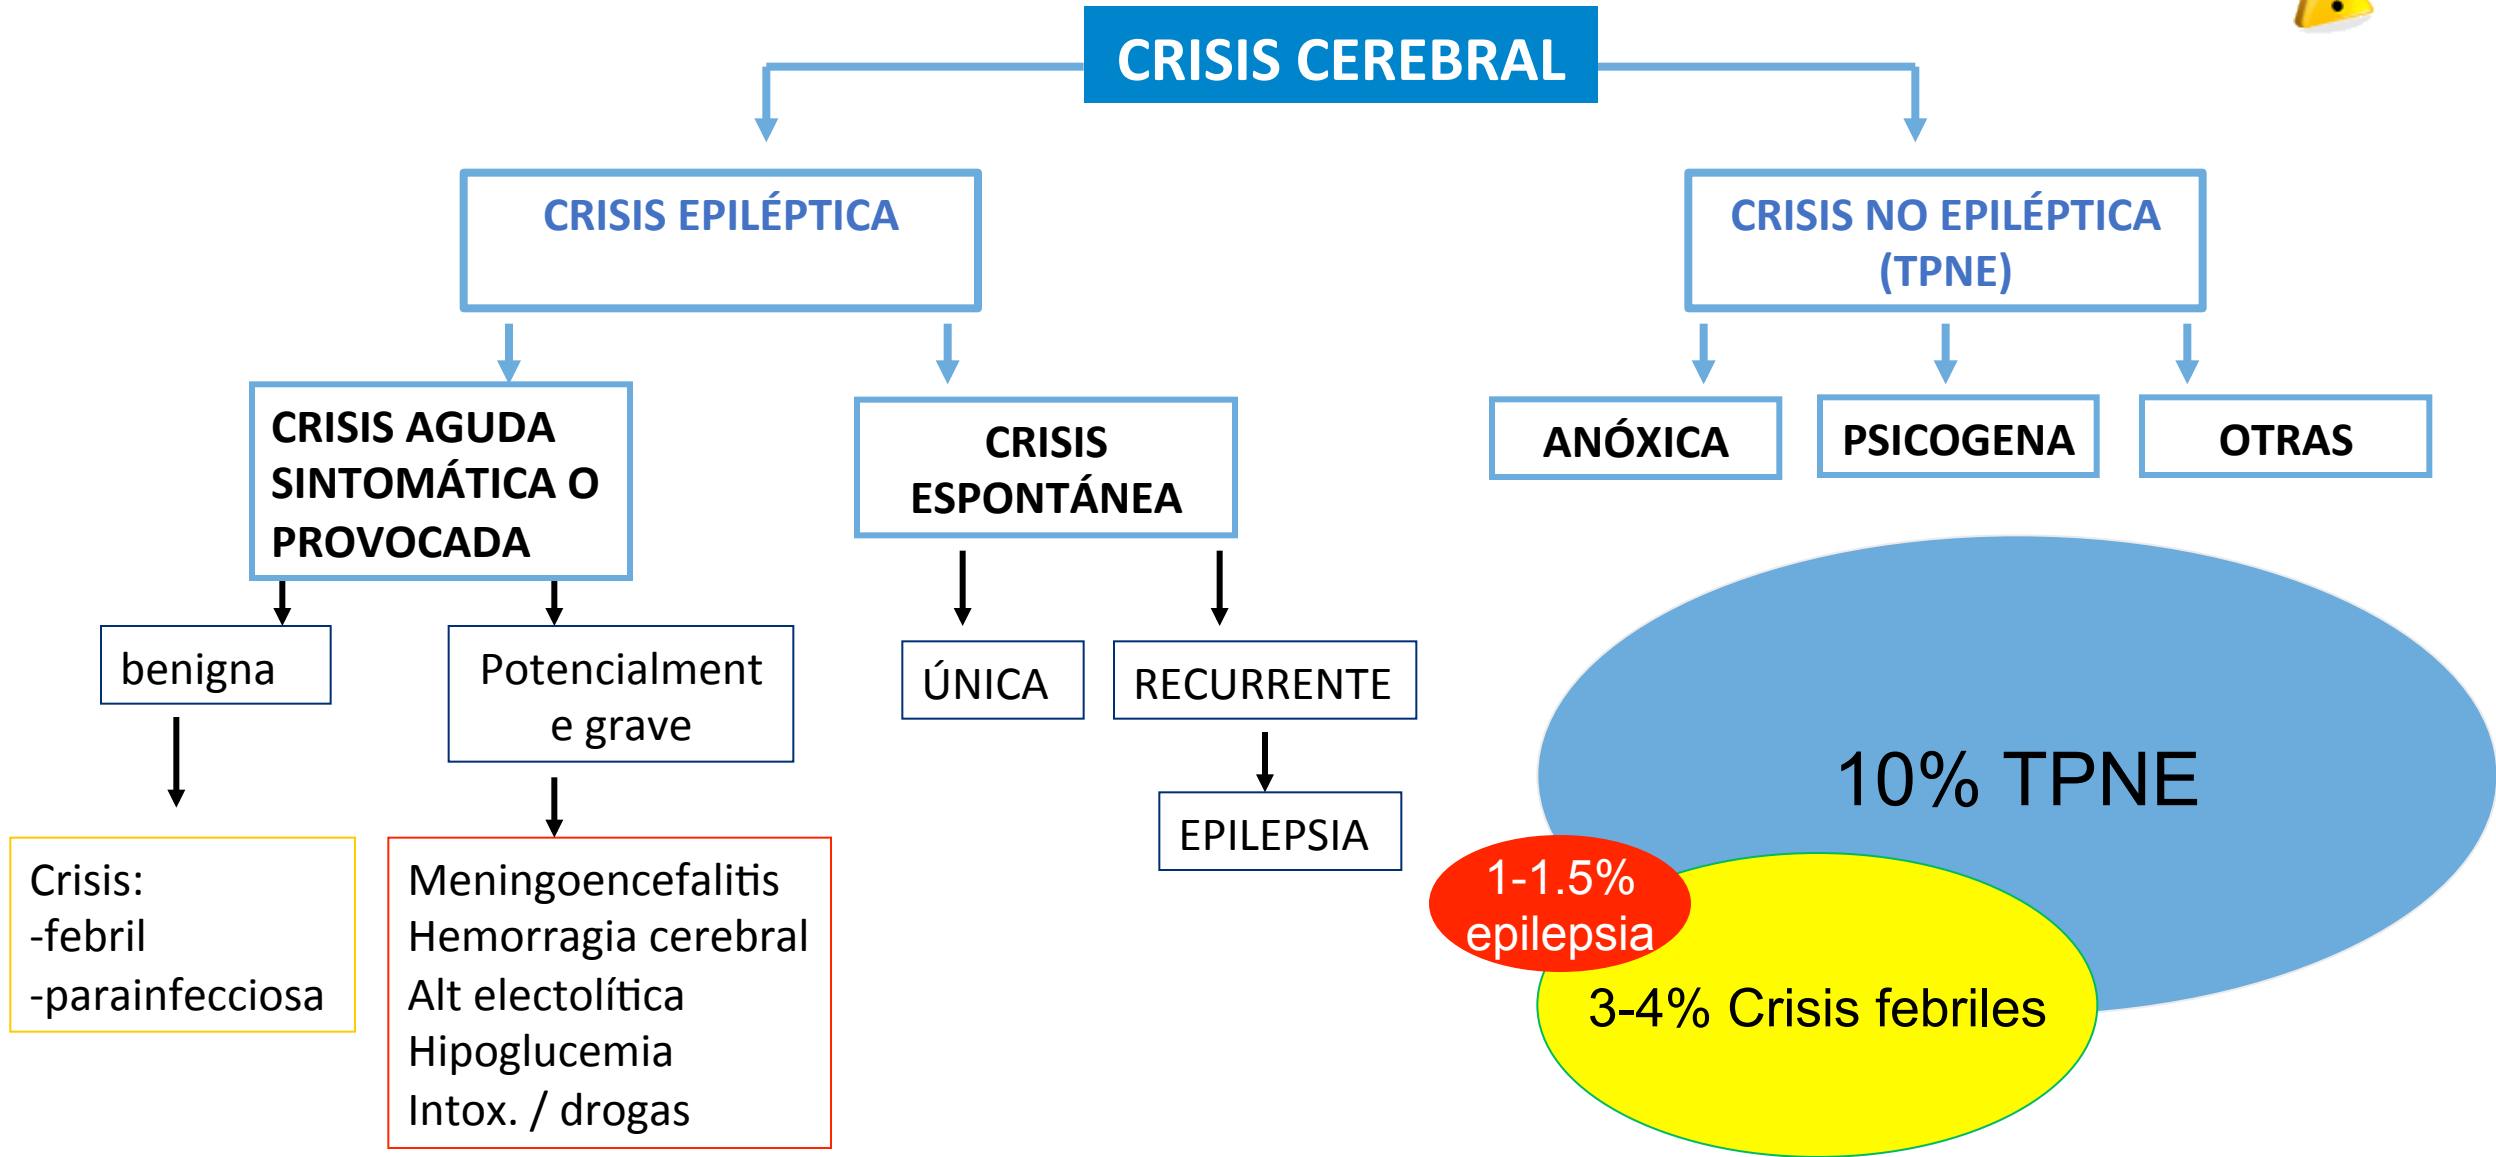 CRISIS CEREBRAL
CRISIS EPILÉPTICA
CRISIS NO EPILÉPTICA
(TPNE)
CRISIS AGUDA
SINTOMÁTICA O
PROVOCADA
CRISIS
ESPONTÁNEA
ANÓXICA
PSICOGENA
OTRAS
benigna
Potencialment
e grave
ÚNICA
RECURRENTE
EPILEPSIA
Crisis:
-febril
-parainfecciosa
Meningoencefalitis
Hemorragia cerebral
Alt electolítica
Hipoglucemia
Intox. / drogas
10% TPNE
1-1.5%
epilepsia
3-4% Crisis febriles